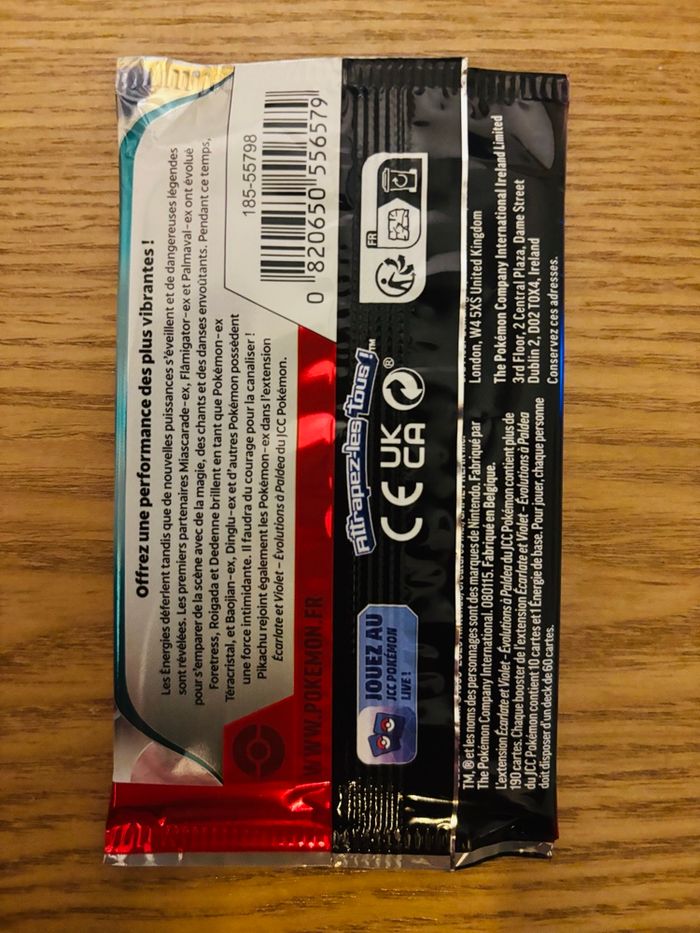 Offrez une performance des plus vibrantes !
Les Énergies déferlent tandis que de nouvelles puissances s'éveillent et de dangereuses légendes
sont révélées. Les premiers partenaires Miascarade-ex, Flâmigator-ex et Palmaval-ex ont évolué
pour s'emparer de la scène avec de la magie, des chants et des danses envoûtants. Pendant ce temps,
Foretress, Roigada et Dedenne brillent en tant que Pokémon-ex
Téracristal, et Baojian-ex, Dinglu-ex et d'autres Pokémon possèdent
une force intimidante. Il faudra du courage pour la canaliser !
Pikachu rejoint également les Pokémon-ex dans l'extension
Écarlate et Violet – Évolutions à Paldea du JCC Pokémon.
185-55798
0 820650 556579
WWW.POKEMON.FR
JOUEZ AU
JCC POKÉMON
LIVE !
Attrapez-les tous !™
CE UK
CA
®
FR
TM, ® et les noms des personnages sont des marques de Nintendo. Fabriqué par
The Pokémon Company International. 080115. Fabriqué en Belgique.
L'extension Écarlate et Violet – Évolutions à Paldea du JCC Pokémon contient plus de
190 cartes. Chaque booster de l'extension Écarlate et Violet – Évolutions à Paldea
du JCC Pokémon contient 10 cartes et 1 Énergie de base. Pour jouer, chaque personne
doit disposer d'un deck de 60 cartes.
London, W4 5XS United Kingdom
The Pokémon Company International Ireland Limited
3rd Floor, 2 Central Plaza, Dame Street
Dublin 2, D02 T0X4, Ireland
Conservez ces adresses.